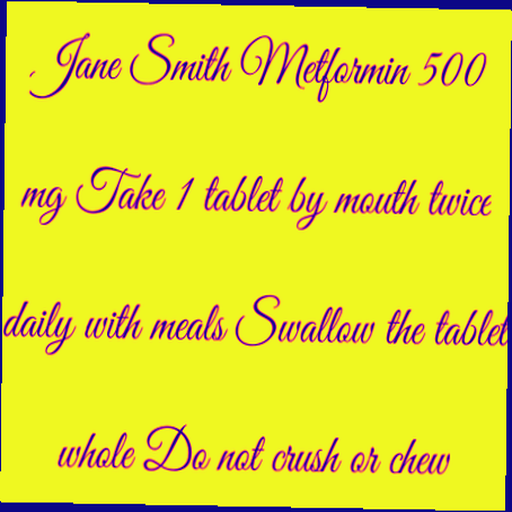 Jane Smith Metformin 500
mg Take 1 tablet by mouth twice
daily with meals Swallow the tablet
whole Do not crush or chew